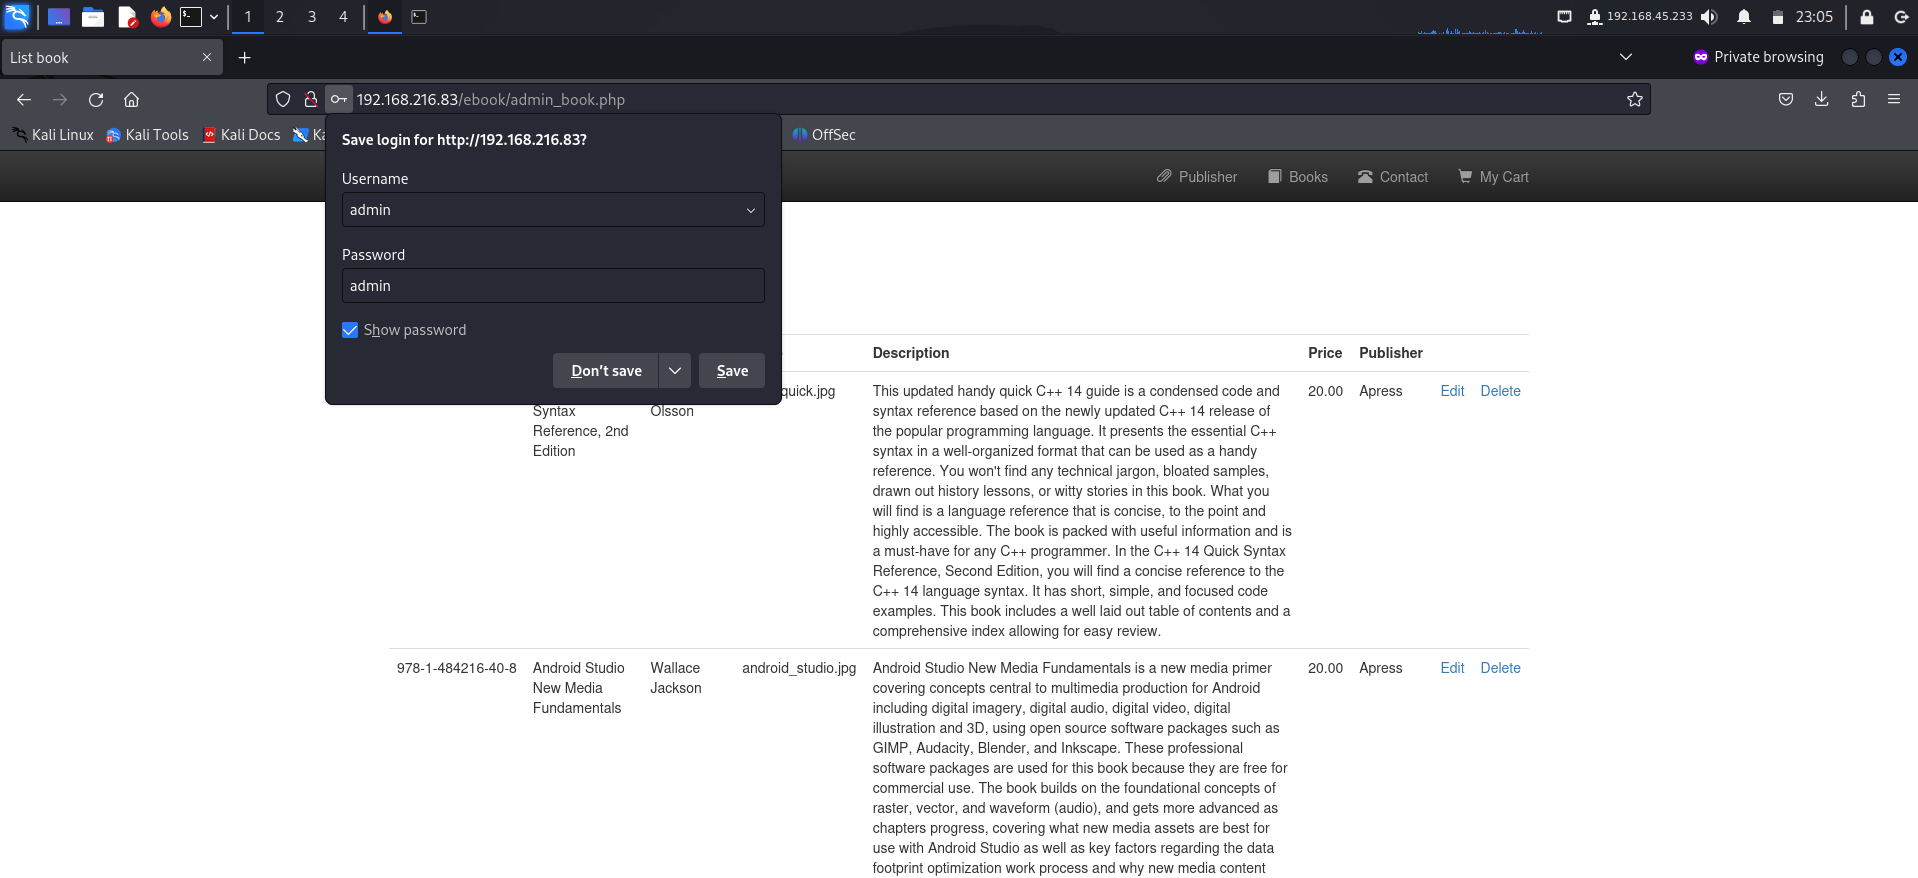 1
2
3
4
192.168.45.233
23:05
List book
Private browsing
192.168.216.83/ebook/admin_book.php
Kali Linux
Kali Tools
Kali Docs
Ka
OffSec
Save login for http://192.168.216.83?
Username
admin
Password
admin
Show password
Don't save
Save
Publisher
Books
Contact
My Cart
Description
Price
Publisher
Syntax
Reference, 2nd
Edition
Olsson
quick.jpg
This updated handy quick C++ 14 guide is a condensed code and
syntax reference based on the newly updated C++ 14 release of
the popular programming language. It presents the essential C++
syntax in a well-organized format that can be used as a handy
reference. You won't find any technical jargon, bloated samples,
drawn out history lessons, or witty stories in this book. What you
will find is a language reference that is concise, to the point and
highly accessible. The book is packed with useful information and is
a must-have for any C++ programmer. In the C++ 14 Quick Syntax
Reference, Second Edition, you will find a concise reference to the
C++ 14 language syntax. It has short, simple, and focused code
examples. This book includes a well laid out table of contents and a
comprehensive index allowing for easy review.
20.00
Apress
Edit
Delete
978-1-484216-40-8
Android Studio
New Media
Fundamentals
Wallace
Jackson
android_studio.jpg
Android Studio New Media Fundamentals is a new media primer
covering concepts central to multimedia production for Android
including digital imagery, digital audio, digital video, digital
illustration and 3D, using open source software packages such as
GIMP, Audacity, Blender, and Inkscape. These professional
software packages are used for this book because they are free for
commercial use. The book builds on the foundational concepts of
raster, vector, and waveform (audio), and gets more advanced as
chapters progress, covering what new media assets are best for
use with Android Studio as well as key factors regarding the data
footprint optimization work process and why new media content
20.00
Apress
Edit
Delete